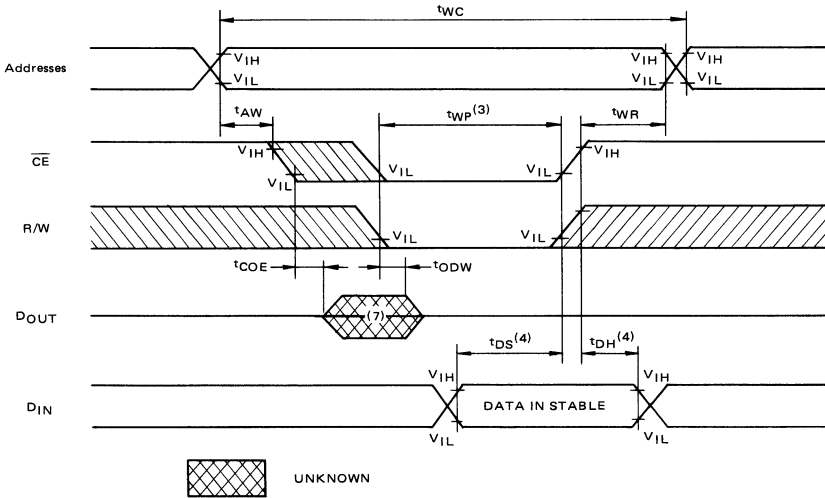 tWC
Addresses
VIH
VIL
VIH
VIL
VIH
VIL
tAW
tWP(3)
tWR
CE
VIH
VIL
VIL
VIL
VIH
R/W
VIL
VIL
tCOE
tODW
DOUT
(7)
tDS(4)
tDH(4)
VIH
VIH
DIN
DATA IN STABLE
VIL
VIL
UNKNOWN